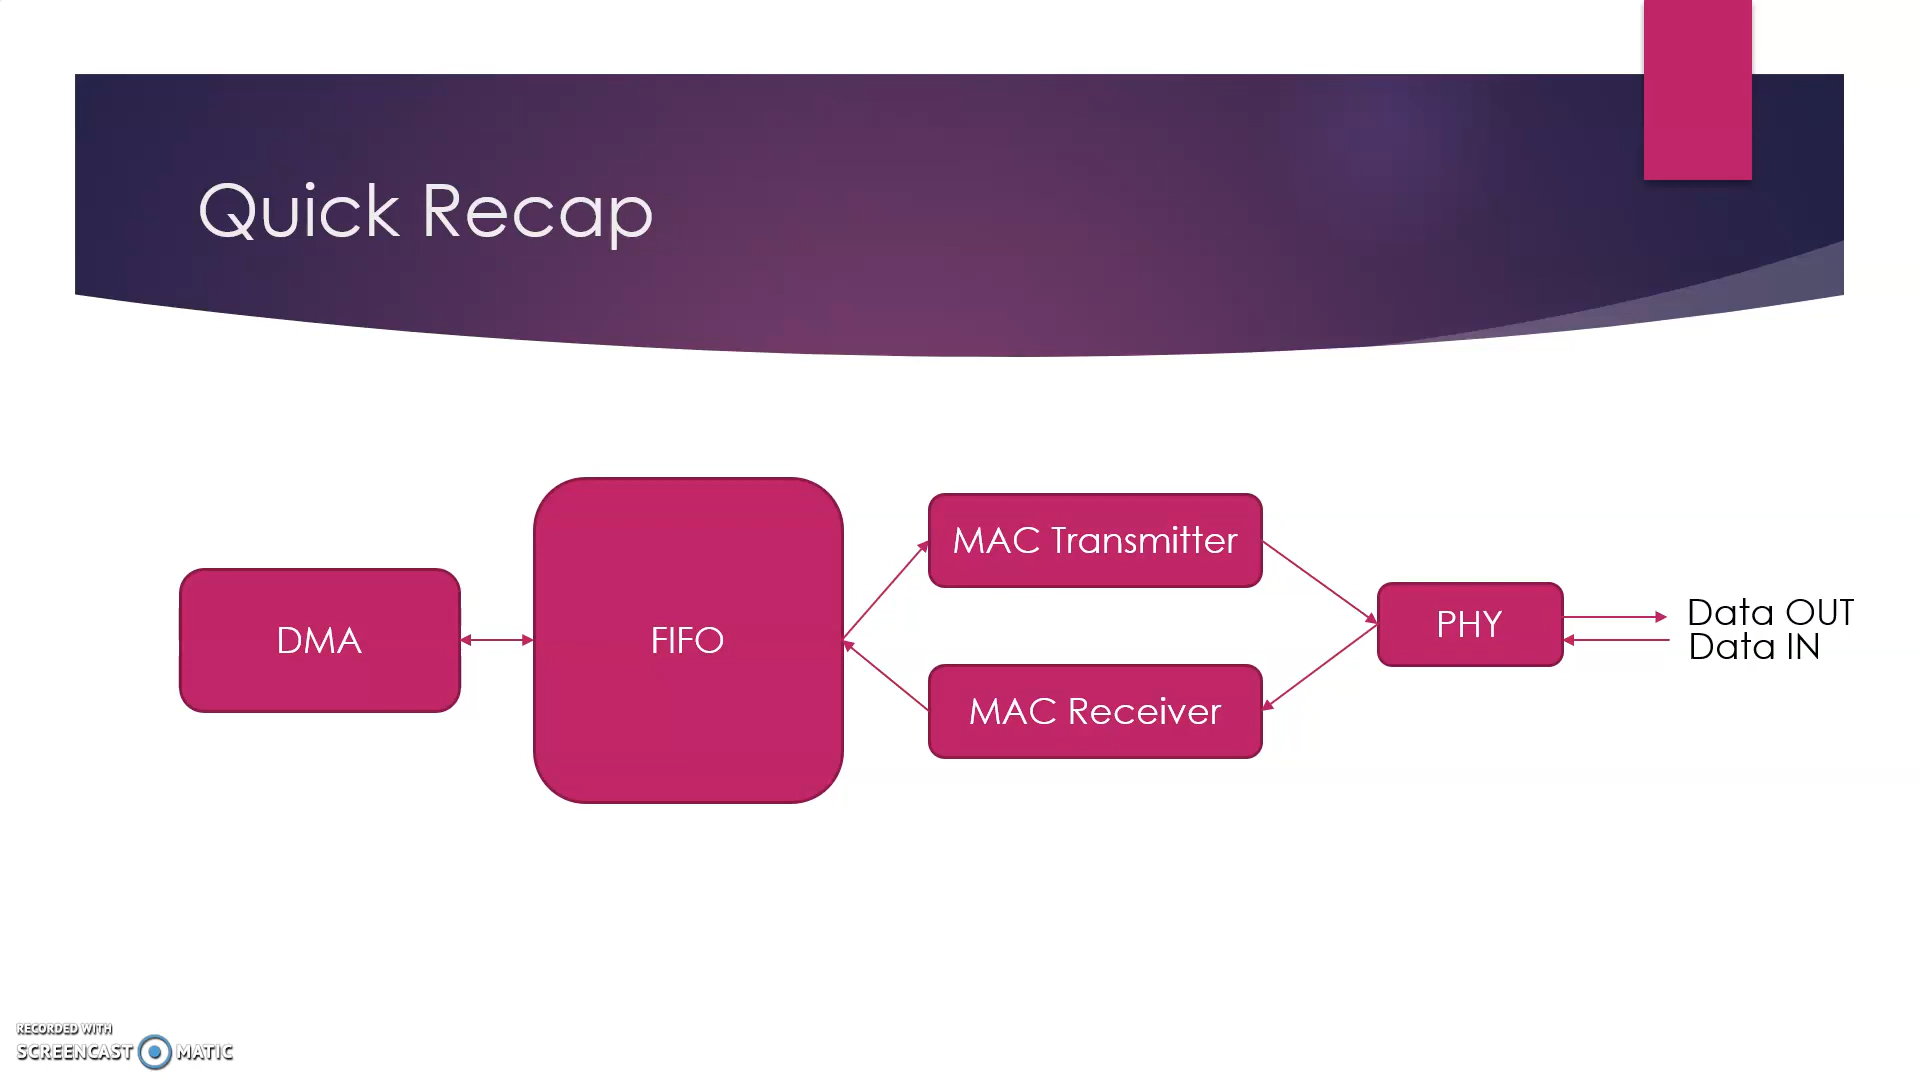 Quick Recap
DMA
FIFO
MAC Transmitter
MAC Receiver
PHY
Data OUT
Data IN
RECORDED WITH
SCREENCAST MATIC